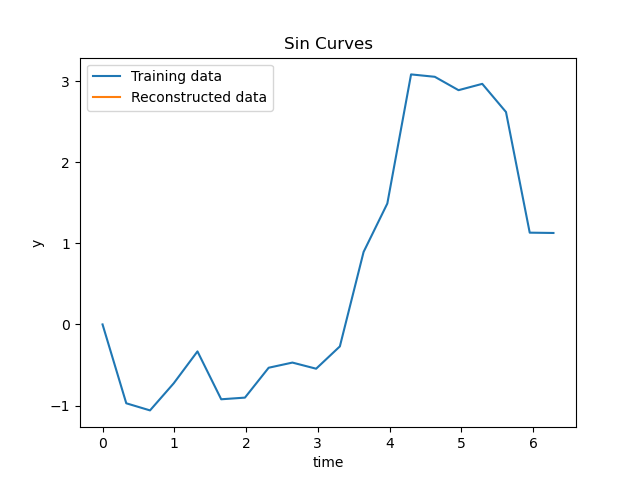 Sin Curves
Training data
Reconstructed data
3
2
1
0
−1
y
0 1 2 3 4 5 6
time